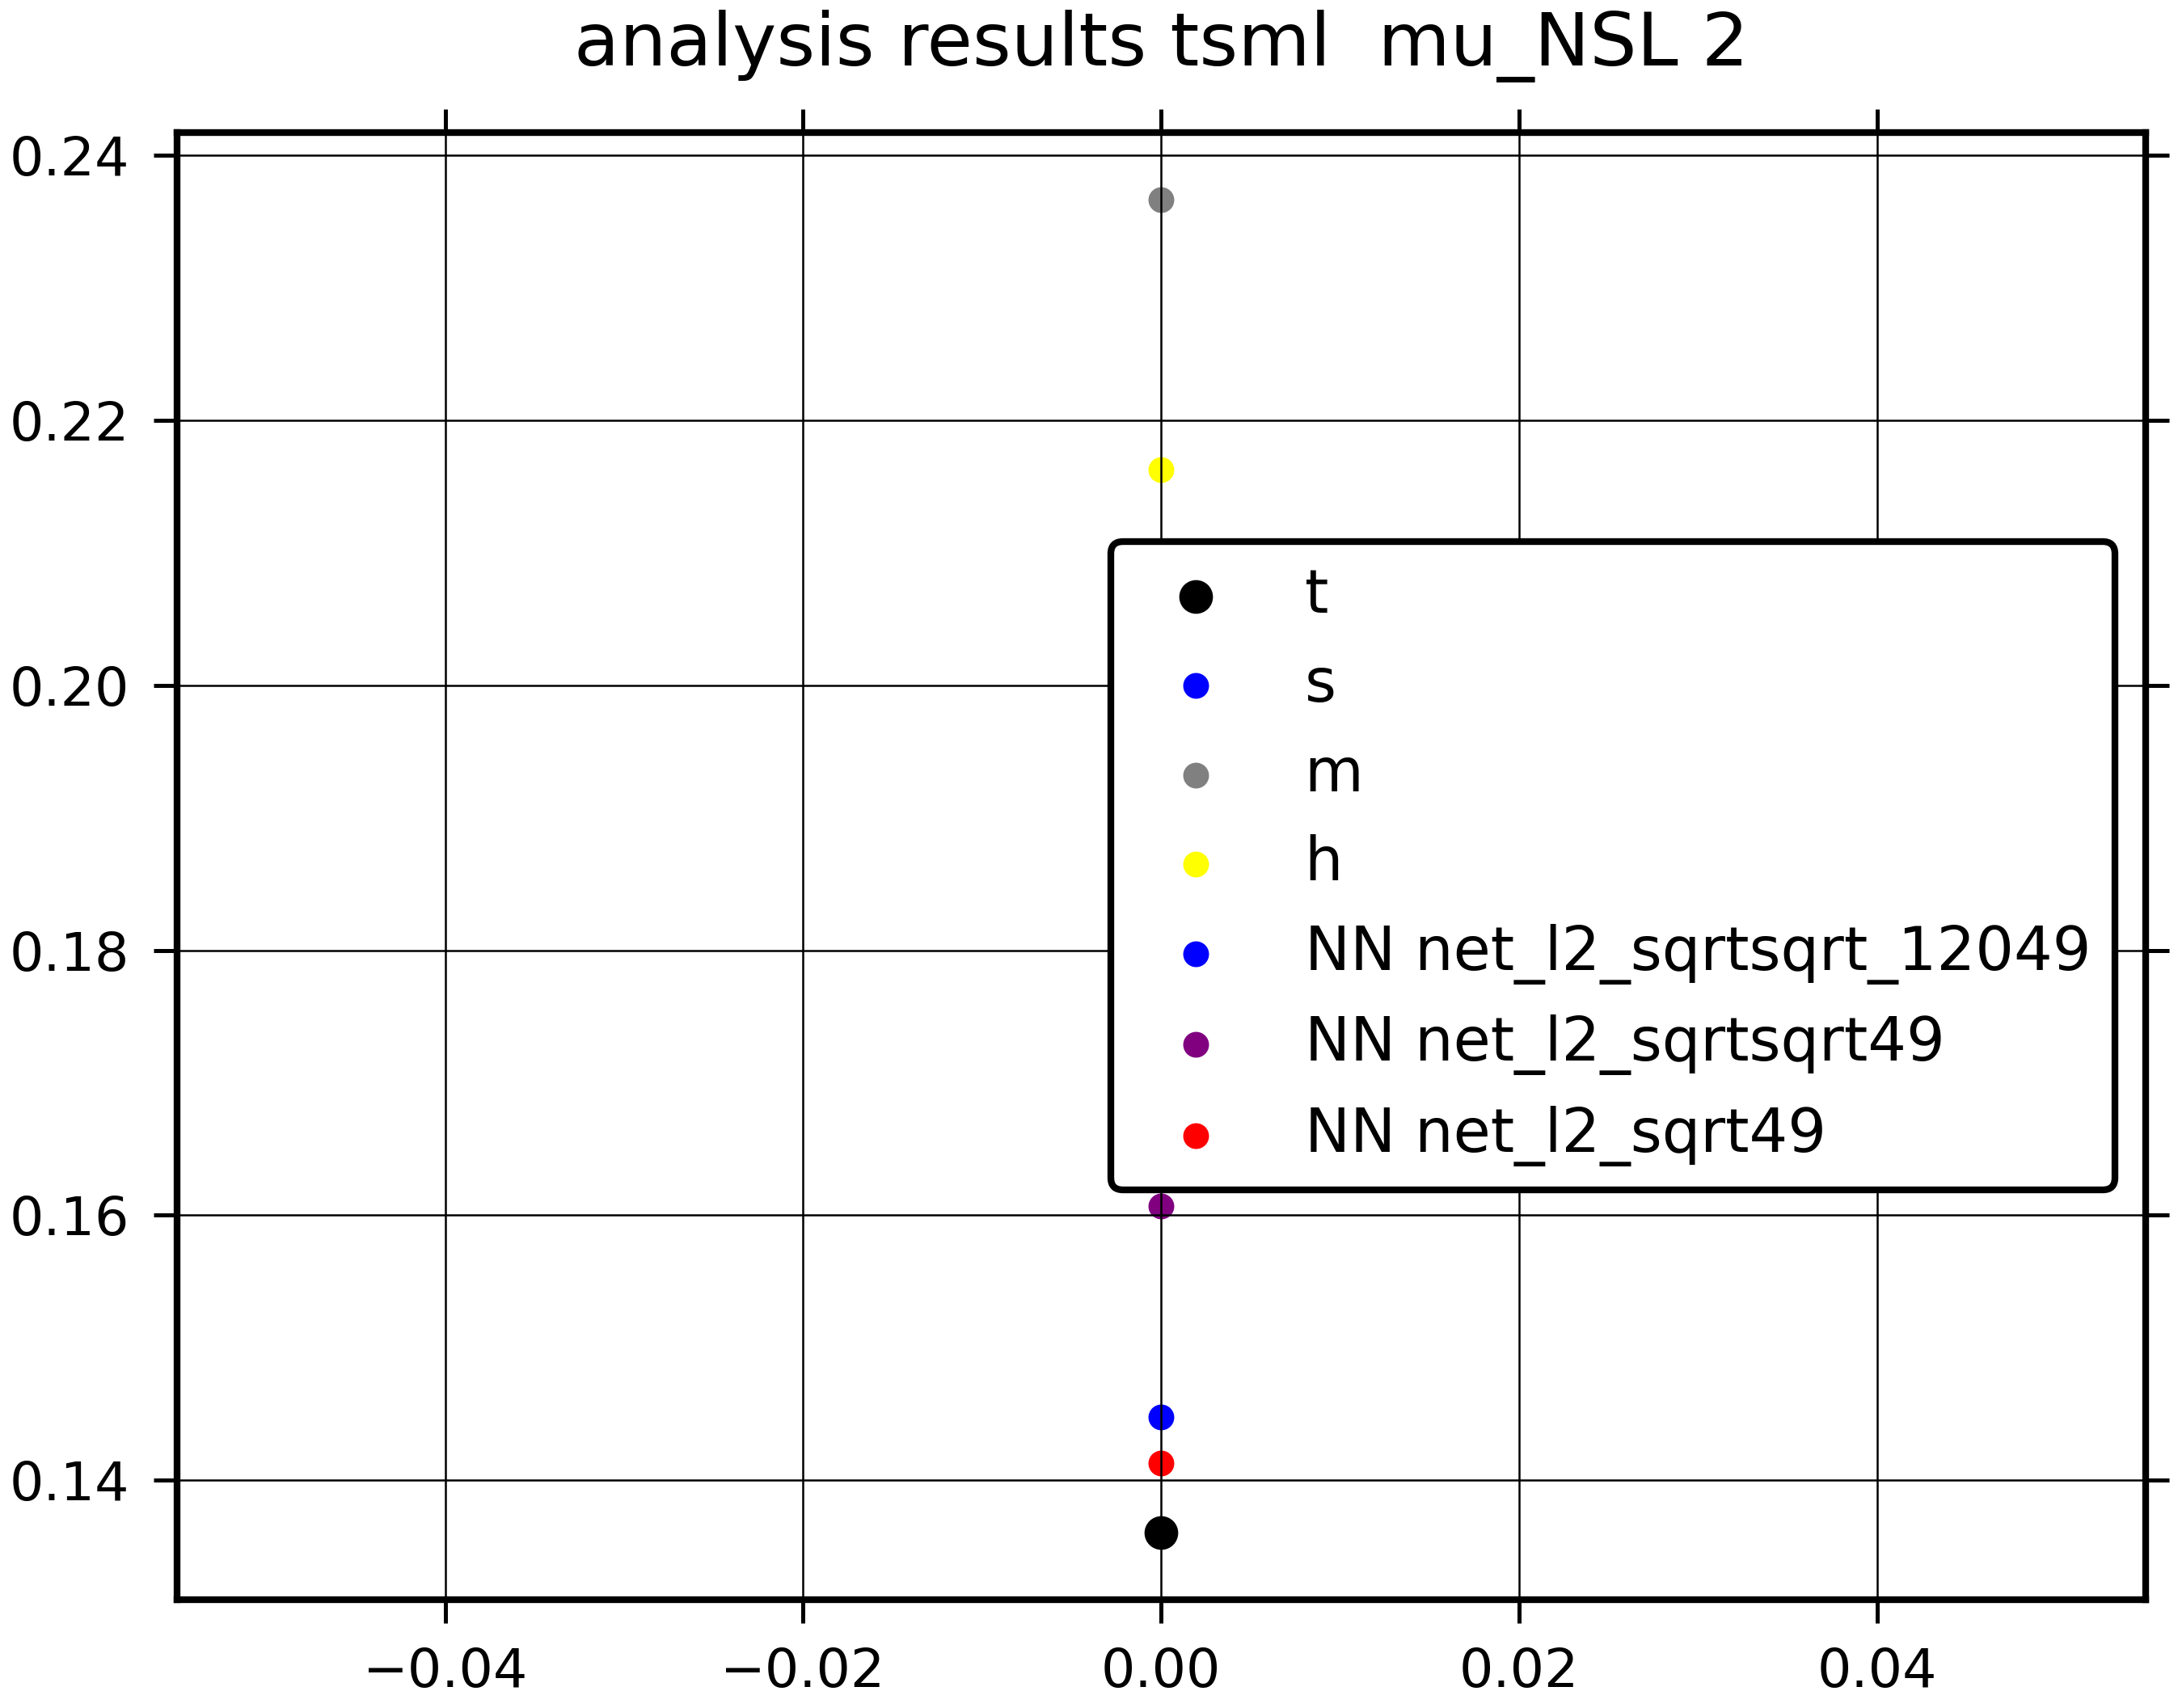 analysis results tsml  mu_NSL 2
0.24
0.22
0.20
0.18
0.16
0.14
t
s
m
h
NN net_l2_sqrtsqrt_12049
NN net_l2_sqrtsqrt49
NN net_l2_sqrt49
−0.04 −0.02 0.00 0.02 0.04